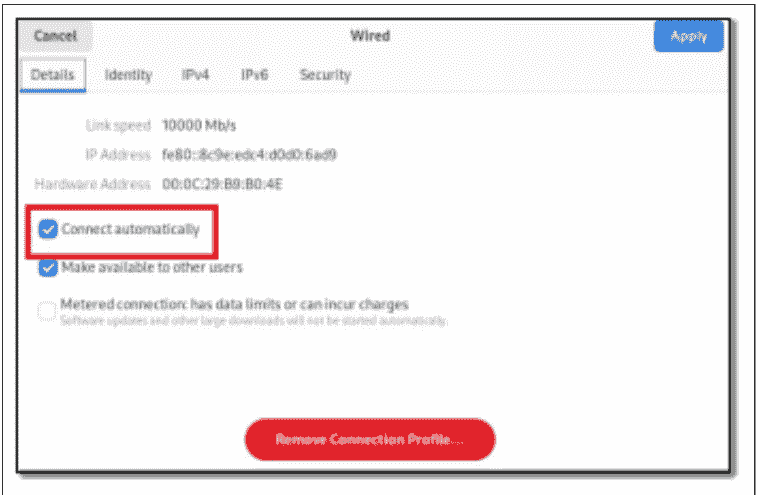 Cancel Wired Apply
Details Identity IPv4 IPv6 Security
Link speed 10000 Mb/s
IP Address fe80::8c9e:edc4:d0d0:6ad9
Hardware Address 00:0C:29:B9:B0:4E
Connect automatically
Make available to other users
Metered connection: has data limits or can incur charges
Software updates and other large downloads will not be started automatically.
Remove Connection Profile...